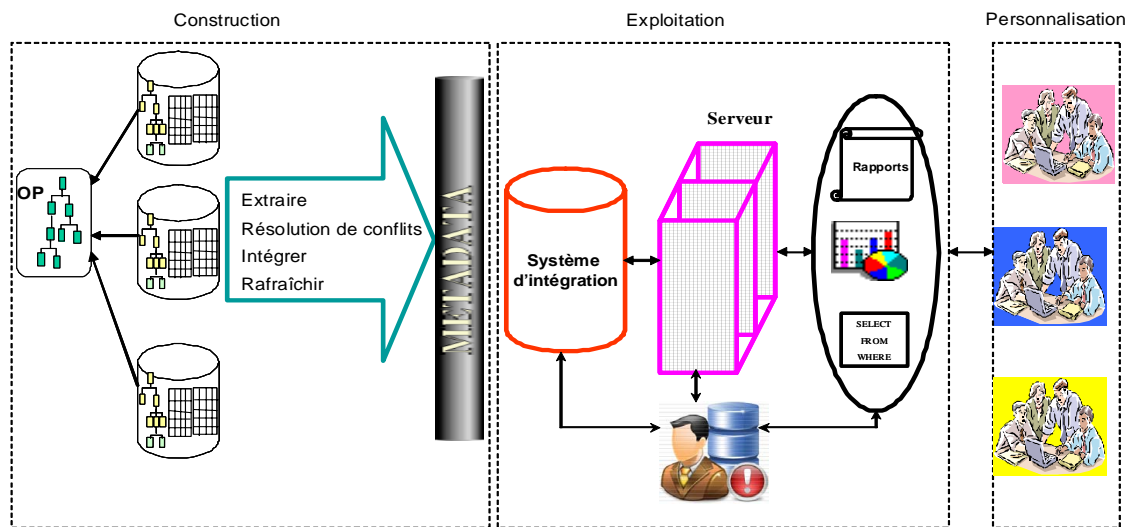 Construction
Exploitation
Personnalisation
OP
Extraire
Résolution de conflits
Intégrer
Rafraîchir
METADATA
Système
d'intégration
Serveur
Rapports
SELECT
FROM
WHERE